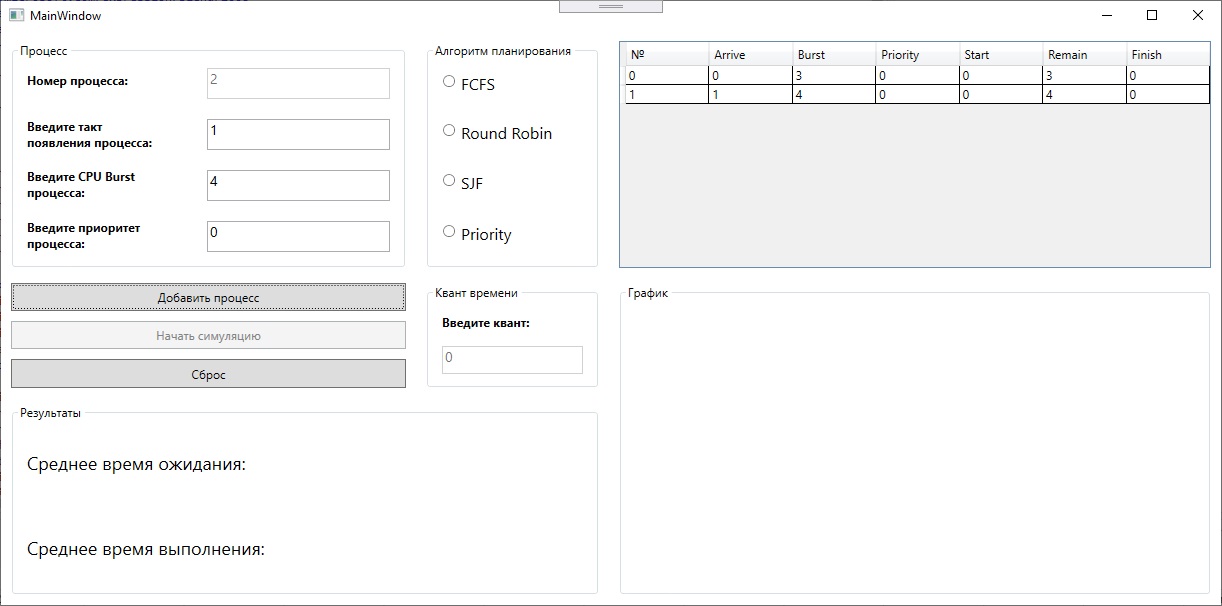 MainWindow
Процесс
Номер процесса:
2
Введите такт
появления процесса:
1
Введите CPU Burst
процесса:
4
Введите приоритет
процесса:
0
Добавить процесс
Начать симуляцию
Сброс
Алгоритм планирования
FCFS
Round Robin
SJF
Priority
Квант времени
Введите квант:
0
№ Arrive Burst Priority Start Remain Finish
0 0 3 0 0 3 0
1 1 4 0 0 4 0
График
Результаты
Среднее время ожидания:
Среднее время выполнения: